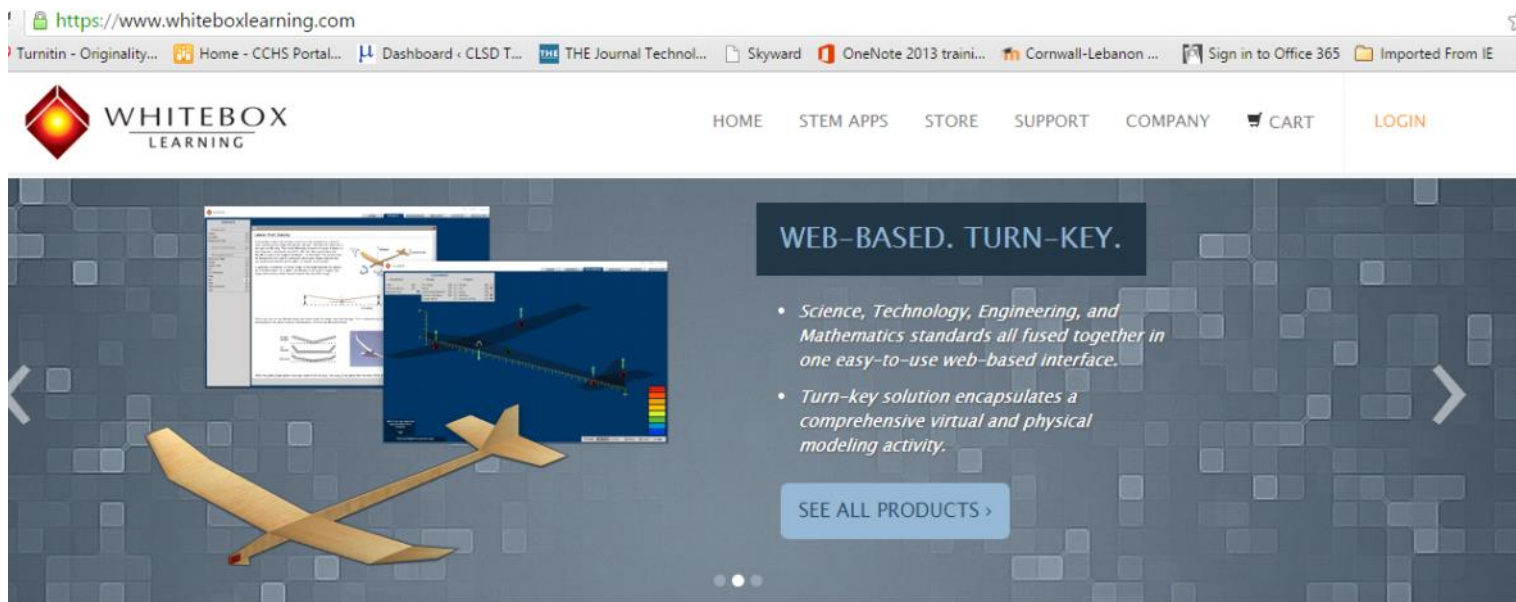 https://www.whiteboxlearning.com
Turnitin - Originality... Home - CCHS Portal... Dashboard ‹ CLSD T... THE THE Journal Technol... Skyward OneNote 2013 traini... Cornwall-Lebanon ... Sign in to Office 365 Imported From IE
WHITEBOX
LEARNING
HOME STEM APPS STORE SUPPORT COMPANY CART LOGIN
WEB-BASED. TURN-KEY.
• Science, Technology, Engineering, and
Mathematics standards all fused together in
one easy-to-use web-based interface.
• Turn-key solution encapsulates a
comprehensive virtual and physical
modeling activity.
SEE ALL PRODUCTS ›